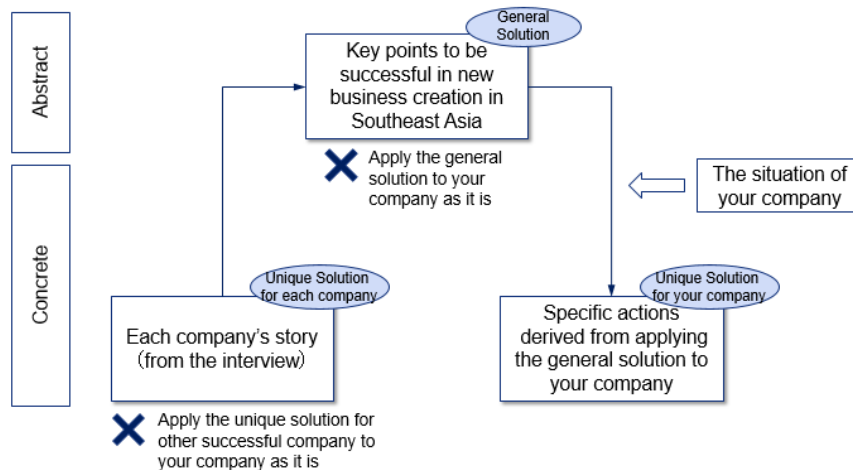 General
Solution
Key points to be
successful in new
business creation in
Southeast Asia
Abstract
Apply the general
solution to your
company as it is
The situation of
your company
Concrete
Unique Solution
for each company
Each company's story
(from the interview)
Apply the unique solution for
other successful company to
your company as it is
Unique Solution
for your company
Specific actions
derived from applying
the general solution to
your company